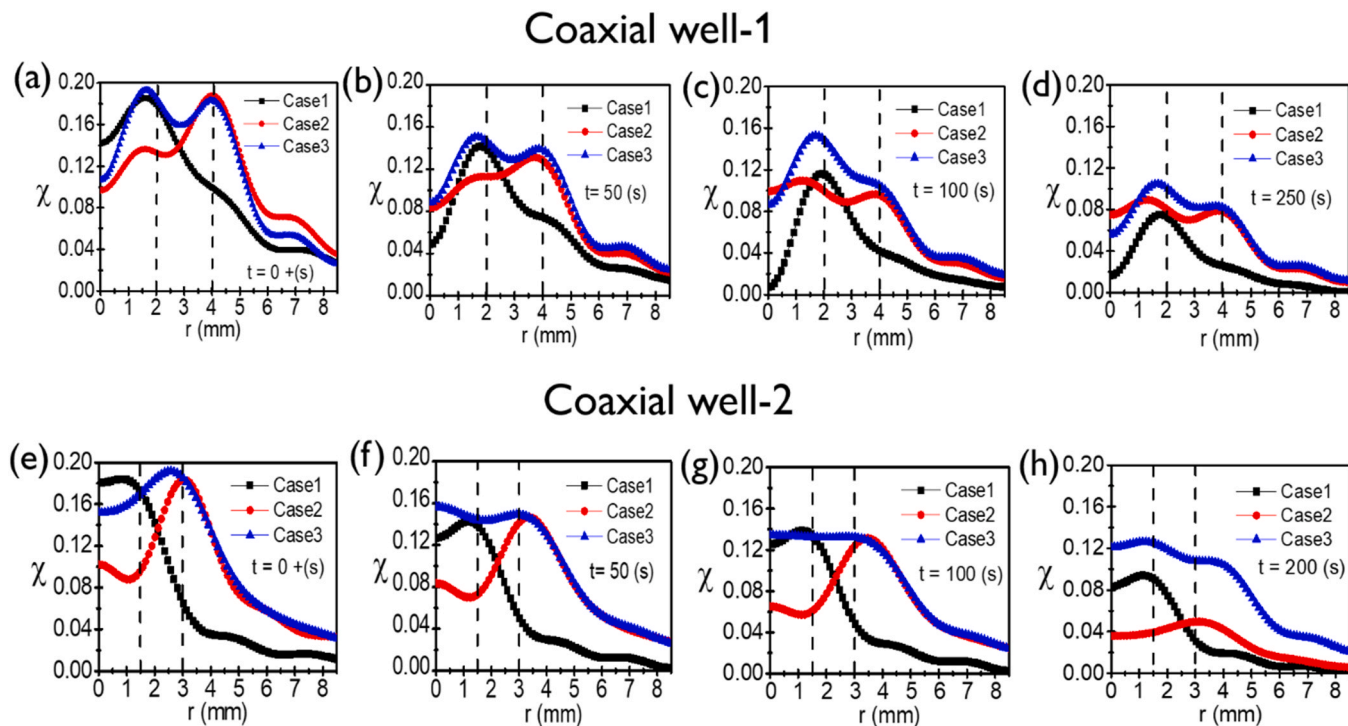 Coaxial well-1
(a)
0.20
0.16
0.12
0.08
0.04
0.00
χ
Case1
Case2
Case3
t = 0 +(s)
0 1 2 3 4 5 6 7 8
r (mm)
(b)
0.20
0.16
0.12
0.08
0.04
0.00
χ
Case1
Case2
Case3
t= 50 (s)
0 1 2 3 4 5 6 7 8
r (mm)
(c)
0.20
0.16
0.12
0.08
0.04
0.00
χ
Case1
Case2
Case3
t = 100 (s)
0 1 2 3 4 5 6 7 8
r (mm)
(d)
0.20
0.16
0.12
0.08
0.04
0.00
χ
Case1
Case2
Case3
t = 250 (s)
0 1 2 3 4 5 6 7 8
r (mm)
Coaxial well-2
(e)
0.20
0.16
0.12
0.08
0.04
0.00
χ
Case1
Case2
Case3
t = 0 +(s)
0 1 2 3 4 5 6 7 8
r (mm)
(f)
0.20
0.16
0.12
0.08
0.04
0.00
χ
Case1
Case2
Case3
t= 50 (s)
0 1 2 3 4 5 6 7 8
r (mm)
(g)
0.20
0.16
0.12
0.08
0.04
0.00
χ
Case1
Case2
Case3
t = 100 (s)
0 1 2 3 4 5 6 7 8
r (mm)
(h)
0.20
0.16
0.12
0.08
0.04
0.00
χ
Case1
Case2
Case3
t = 200 (s)
0 1 2 3 4 5 6 7 8
r (mm)